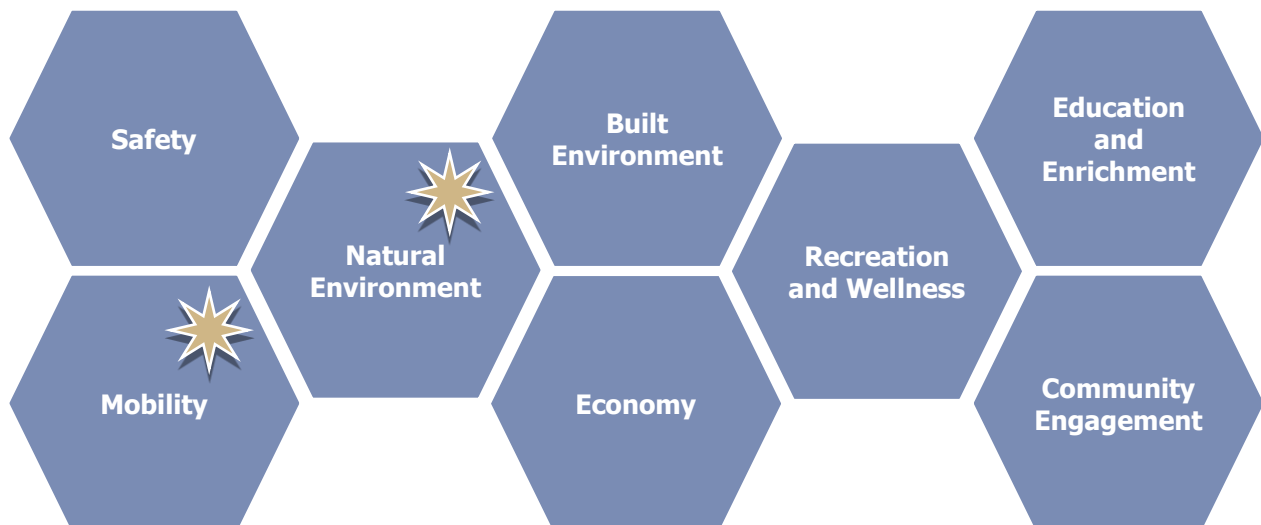 Safety
Mobility
Natural
Environment
Built
Environment
Economy
Recreation
and Wellness
Education
and
Enrichment
Community
Engagement